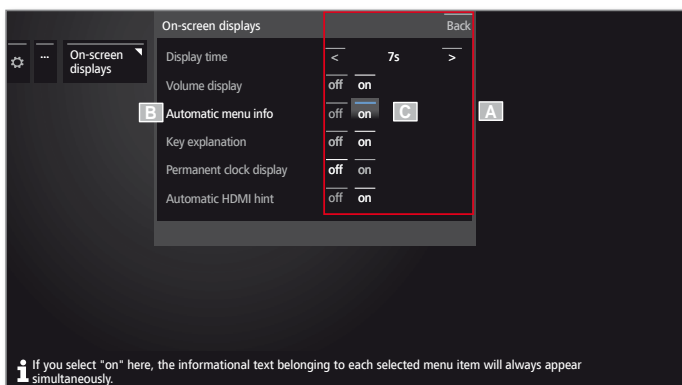 On-screen displays Back
... On-screen displays
Display time < 7s >
Volume display off on
B Automatic menu info off on C A
Key explanation off on
Permanent clock display off on
Automatic HDMI hint off on
If you select "on" here, the informational text belonging to each selected menu item will always appear
simultaneously.